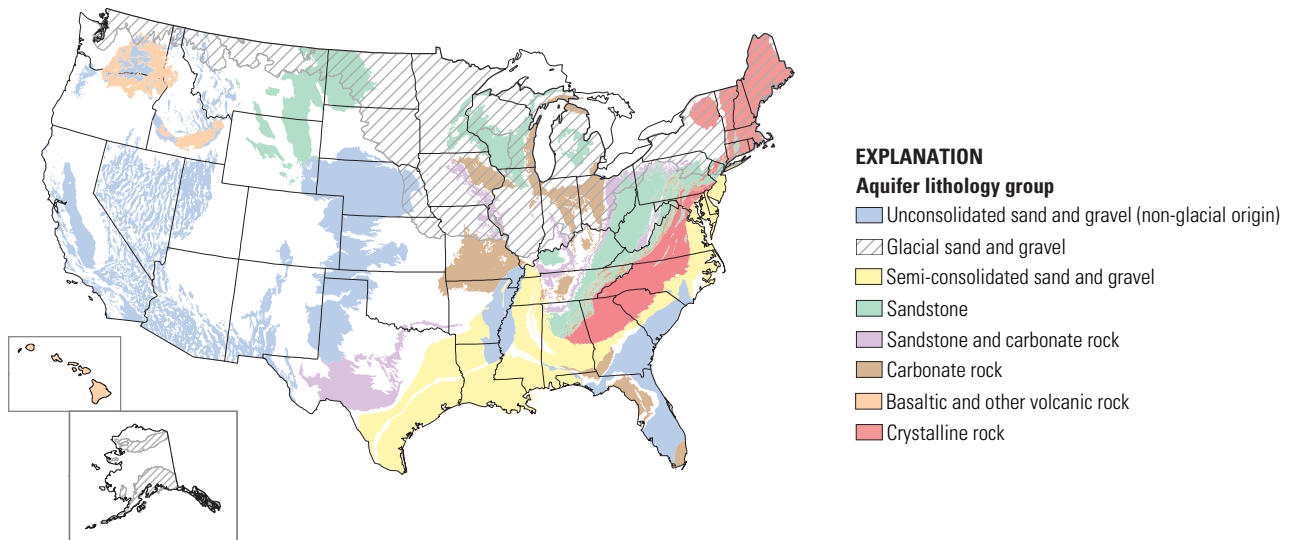 EXPLANATION
Aquifer lithology group
Unconsolidated sand and gravel (non-glacial origin)
Glacial sand and gravel
Semi-consolidated sand and gravel
Sandstone
Sandstone and carbonate rock
Carbonate rock
Basaltic and other volcanic rock
Crystalline rock